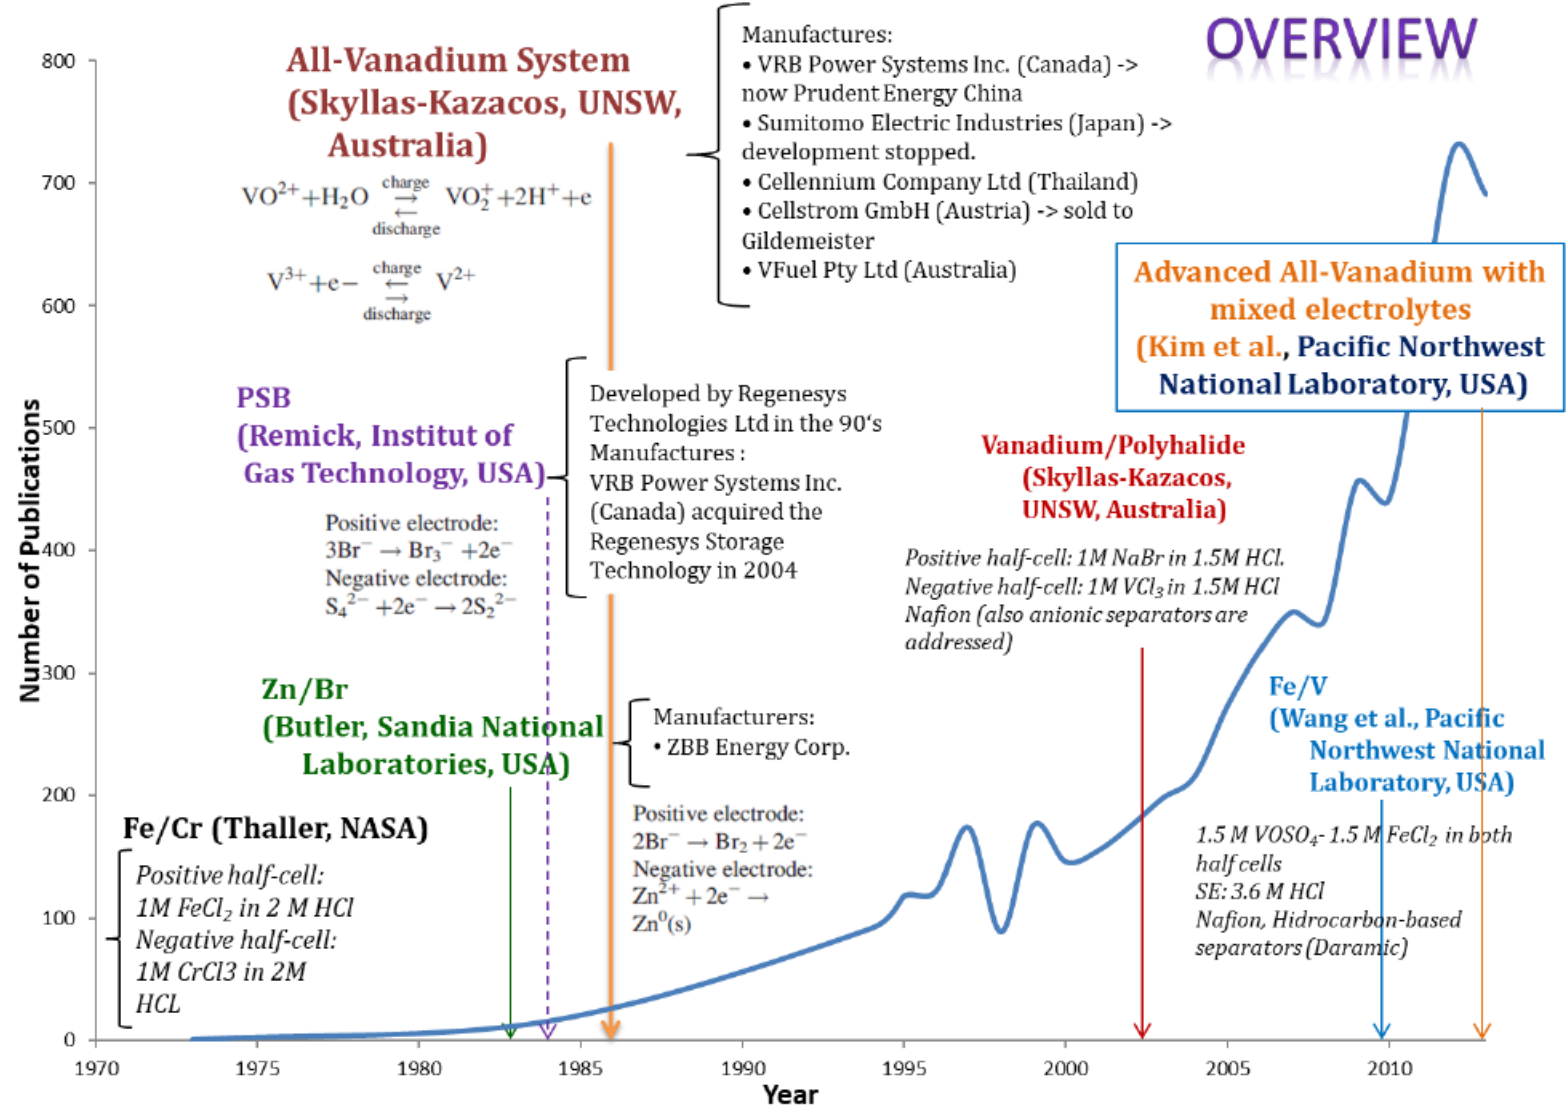 OVERVIEW
Number of Publications
800
700
600
500
400
300
200
100
0
All-Vanadium System
(Skyllas-Kazacos, UNSW,
Australia)
VO²⁺+H₂O charge → ← discharge VO₂⁺+2H⁺+e
V³⁺+e− charge ← → discharge V²⁺
Manufactures:
• VRB Power Systems Inc. (Canada) ->
now Prudent Energy China
• Sumitomo Electric Industries (Japan) ->
development stopped.
• Cellennium Company Ltd (Thailand)
• Cellstrom GmbH (Austria) -> sold to
Gildemeister
• VFuel Pty Ltd (Australia)
Advanced All-Vanadium with
mixed electrolytes
(Kim et al., Pacific Northwest
National Laboratory, USA)
PSB
(Remick, Institut of
Gas Technology, USA)
Positive electrode:
3Br⁻ → Br₃⁻ +2e⁻
Negative electrode:
S₄²⁻ +2e⁻ → 2S₂²⁻
Developed by Regenesys
Technologies Ltd in the 90‘s
Manufactures :
VRB Power Systems Inc.
(Canada) acquired the
Regenesys Storage
Technology in 2004
Vanadium/Polyhalide
(Skyllas-Kazacos,
UNSW, Australia)
Positive half-cell: 1M NaBr in 1.5M HCl.
Negative half-cell: 1M VCl₃ in 1.5M HCl
Nafion (also anionic separators are
addressed)
Zn/Br
(Butler, Sandia National
Laboratories, USA)
Manufacturers:
• ZBB Energy Corp.
Positive electrode:
2Br⁻ → Br₂ + 2e⁻
Negative electrode:
Zn²⁺ + 2e⁻ →
Zn⁰(s)
Fe/V
(Wang et al., Pacific
Northwest National
Laboratory, USA)
1.5 M VOSO₄- 1.5 M FeCl₂ in both
half cells
SE: 3.6 M HCl
Nafion, Hidrocarbon-based
separators (Daramic)
Fe/Cr (Thaller, NASA)
Positive half-cell:
1M FeCl₂ in 2 M HCl
Negative half-cell:
1M CrCl3 in 2M
HCL
1970 1975 1980 1985 1990 1995 2000 2005 2010
Year